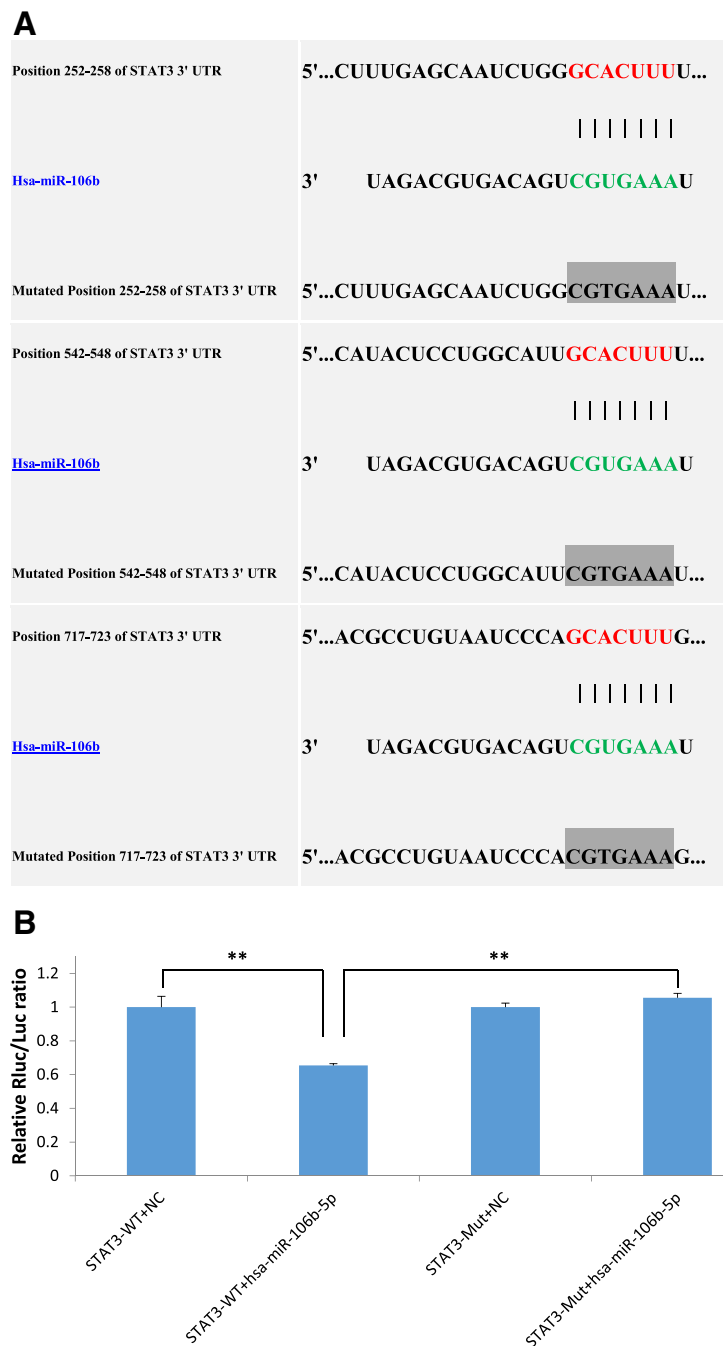 A
Position 252-258 of STAT3 3' UTR 5'...CUUUGAGCAAUCUGGGCACUUUU...
Hsa-miR-106b 3' UAGACGUGACAGUCGUGAAAU
Mutated Position 252-258 of STAT3 3' UTR 5'...CUUUGAGCAAUCUGGCGTGAAAU...
Position 542-548 of STAT3 3' UTR 5'...CAUACUCCUGGCAUUGCACUUUU...
Hsa-miR-106b 3' UAGACGUGACAGUCGUGAAAU
Mutated Position 542-548 of STAT3 3' UTR 5'...CAUACUCCUGGCAUUCGTGAAAU...
Position 717-723 of STAT3 3' UTR 5'...ACGCCUGUAAUCCCAGCACUUUG...
Hsa-miR-106b 3' UAGACGUGACAGUCGUGAAAU
Mutated Position 717-723 of STAT3 3' UTR 5'...ACGCCUGUAAUCCCACGTGAAAG...
B
** **
Relative Rluc/Luc ratio
1.2
1
0.8
0.6
0.4
0.2
0
STAT3-WT+NC
STAT3-WT+hsa-miR-106b-5p
STAT3-Mut+NC
STAT3-Mut+hsa-miR-106b-5p